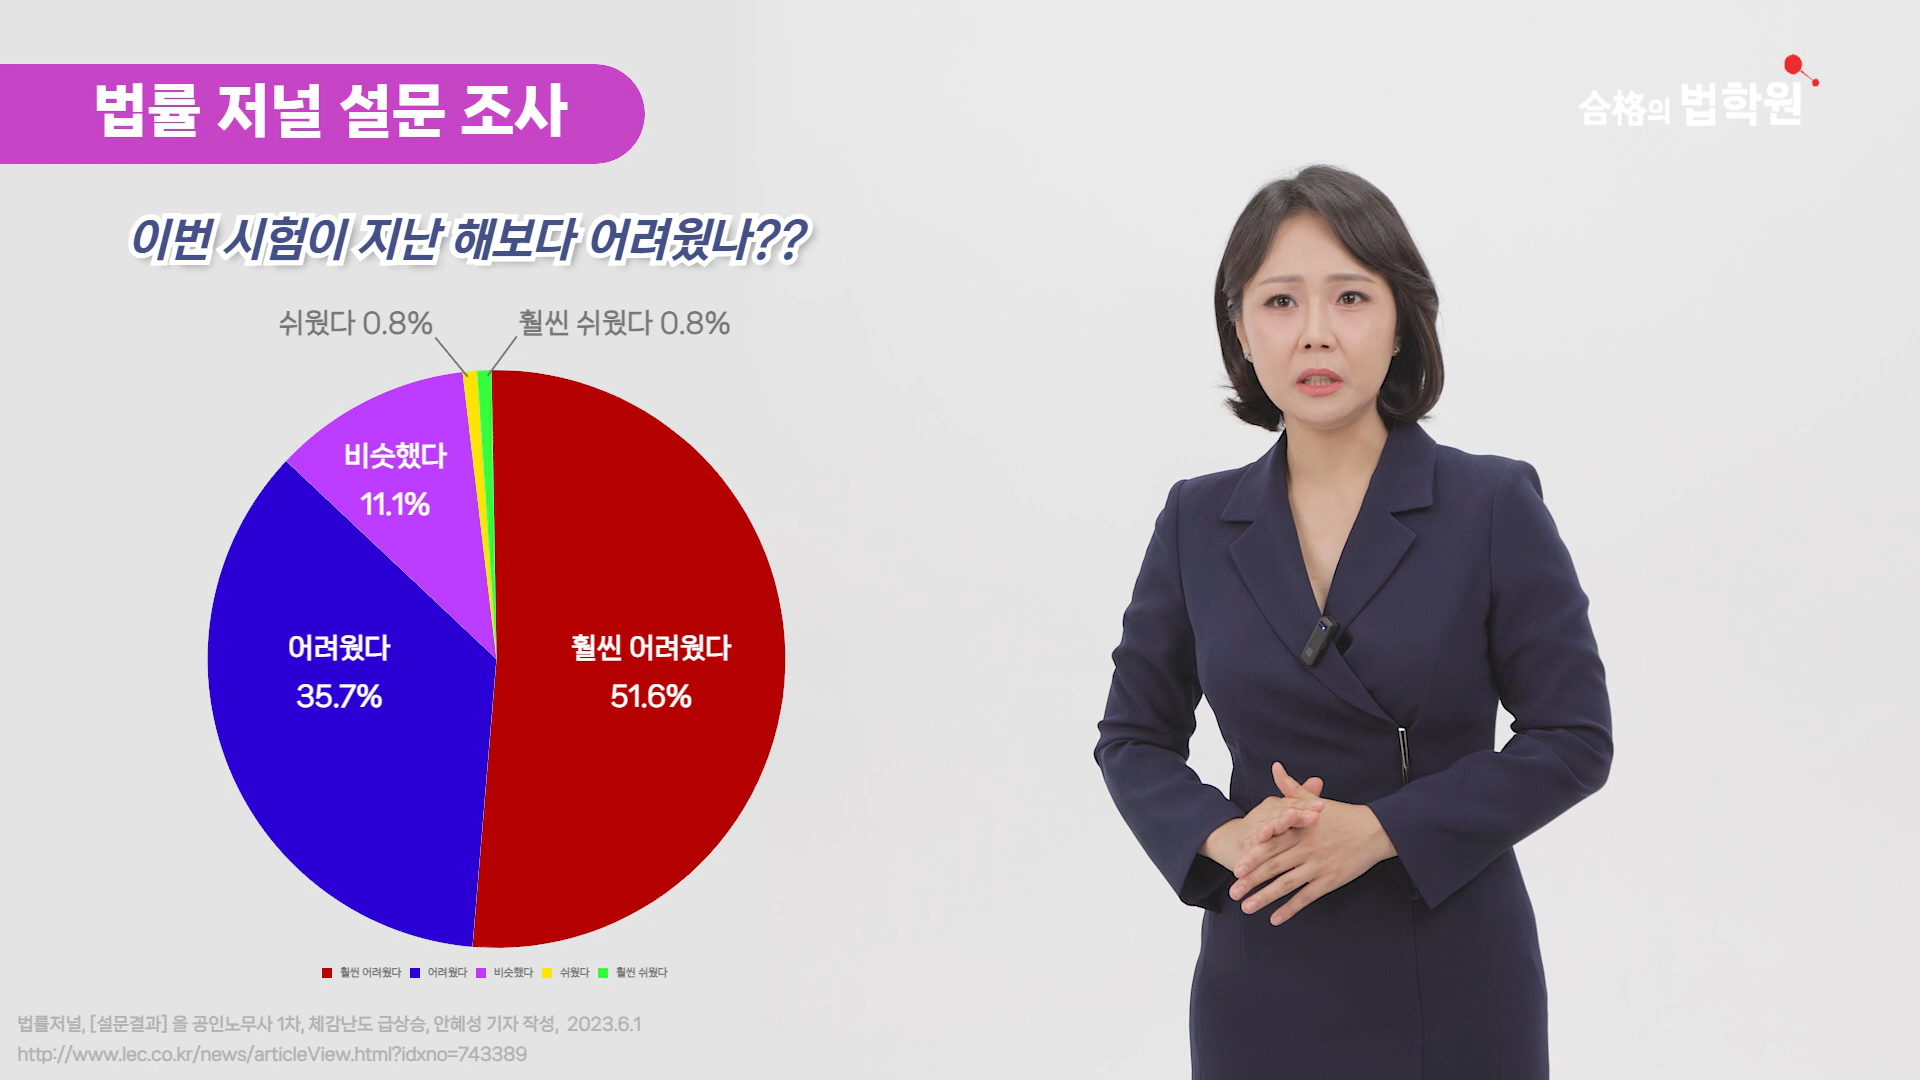 법률 저널 설문 조사
合格의 법학원
이번 시험이 지난 해보다 어려웠나??
쉬웠다 0.8%
훨씬 쉬웠다 0.8%
비슷했다
11.1%
어려웠다
35.7%
훨씬 어려웠다
51.6%
훨씬 어려웠다 어려웠다 비슷했다 쉬웠다 훨씬 쉬웠다
법률저널, [설문결과] 올 공인노무사 1차, 체감난도 급상승, 안혜성 기자 작성, 2023.6.1
http://www.lec.co.kr/news/articleView.html?idxno=743389